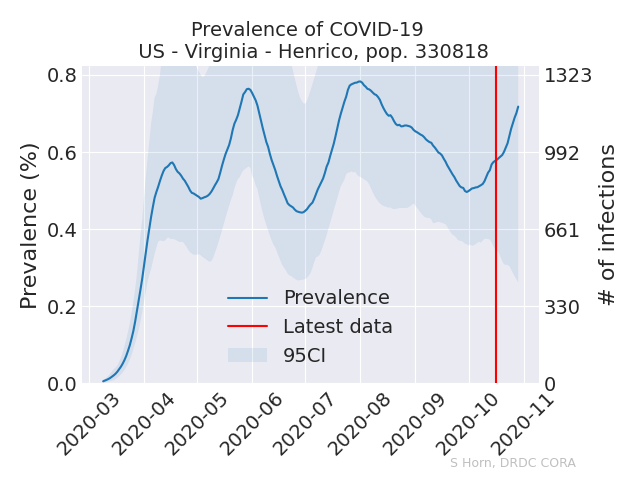 Prevalence of COVID-19
US - Virginia - Henrico, pop. 330818
Prevalence (%)
0.8
0.6
0.4
0.2
0.0
1323
992
661
330
0
# of infections
Prevalence
Latest data
95CI
2020-03
2020-04
2020-05
2020-06
2020-07
2020-08
2020-09
2020-10
2020-11
S Horn, DRDC CORA